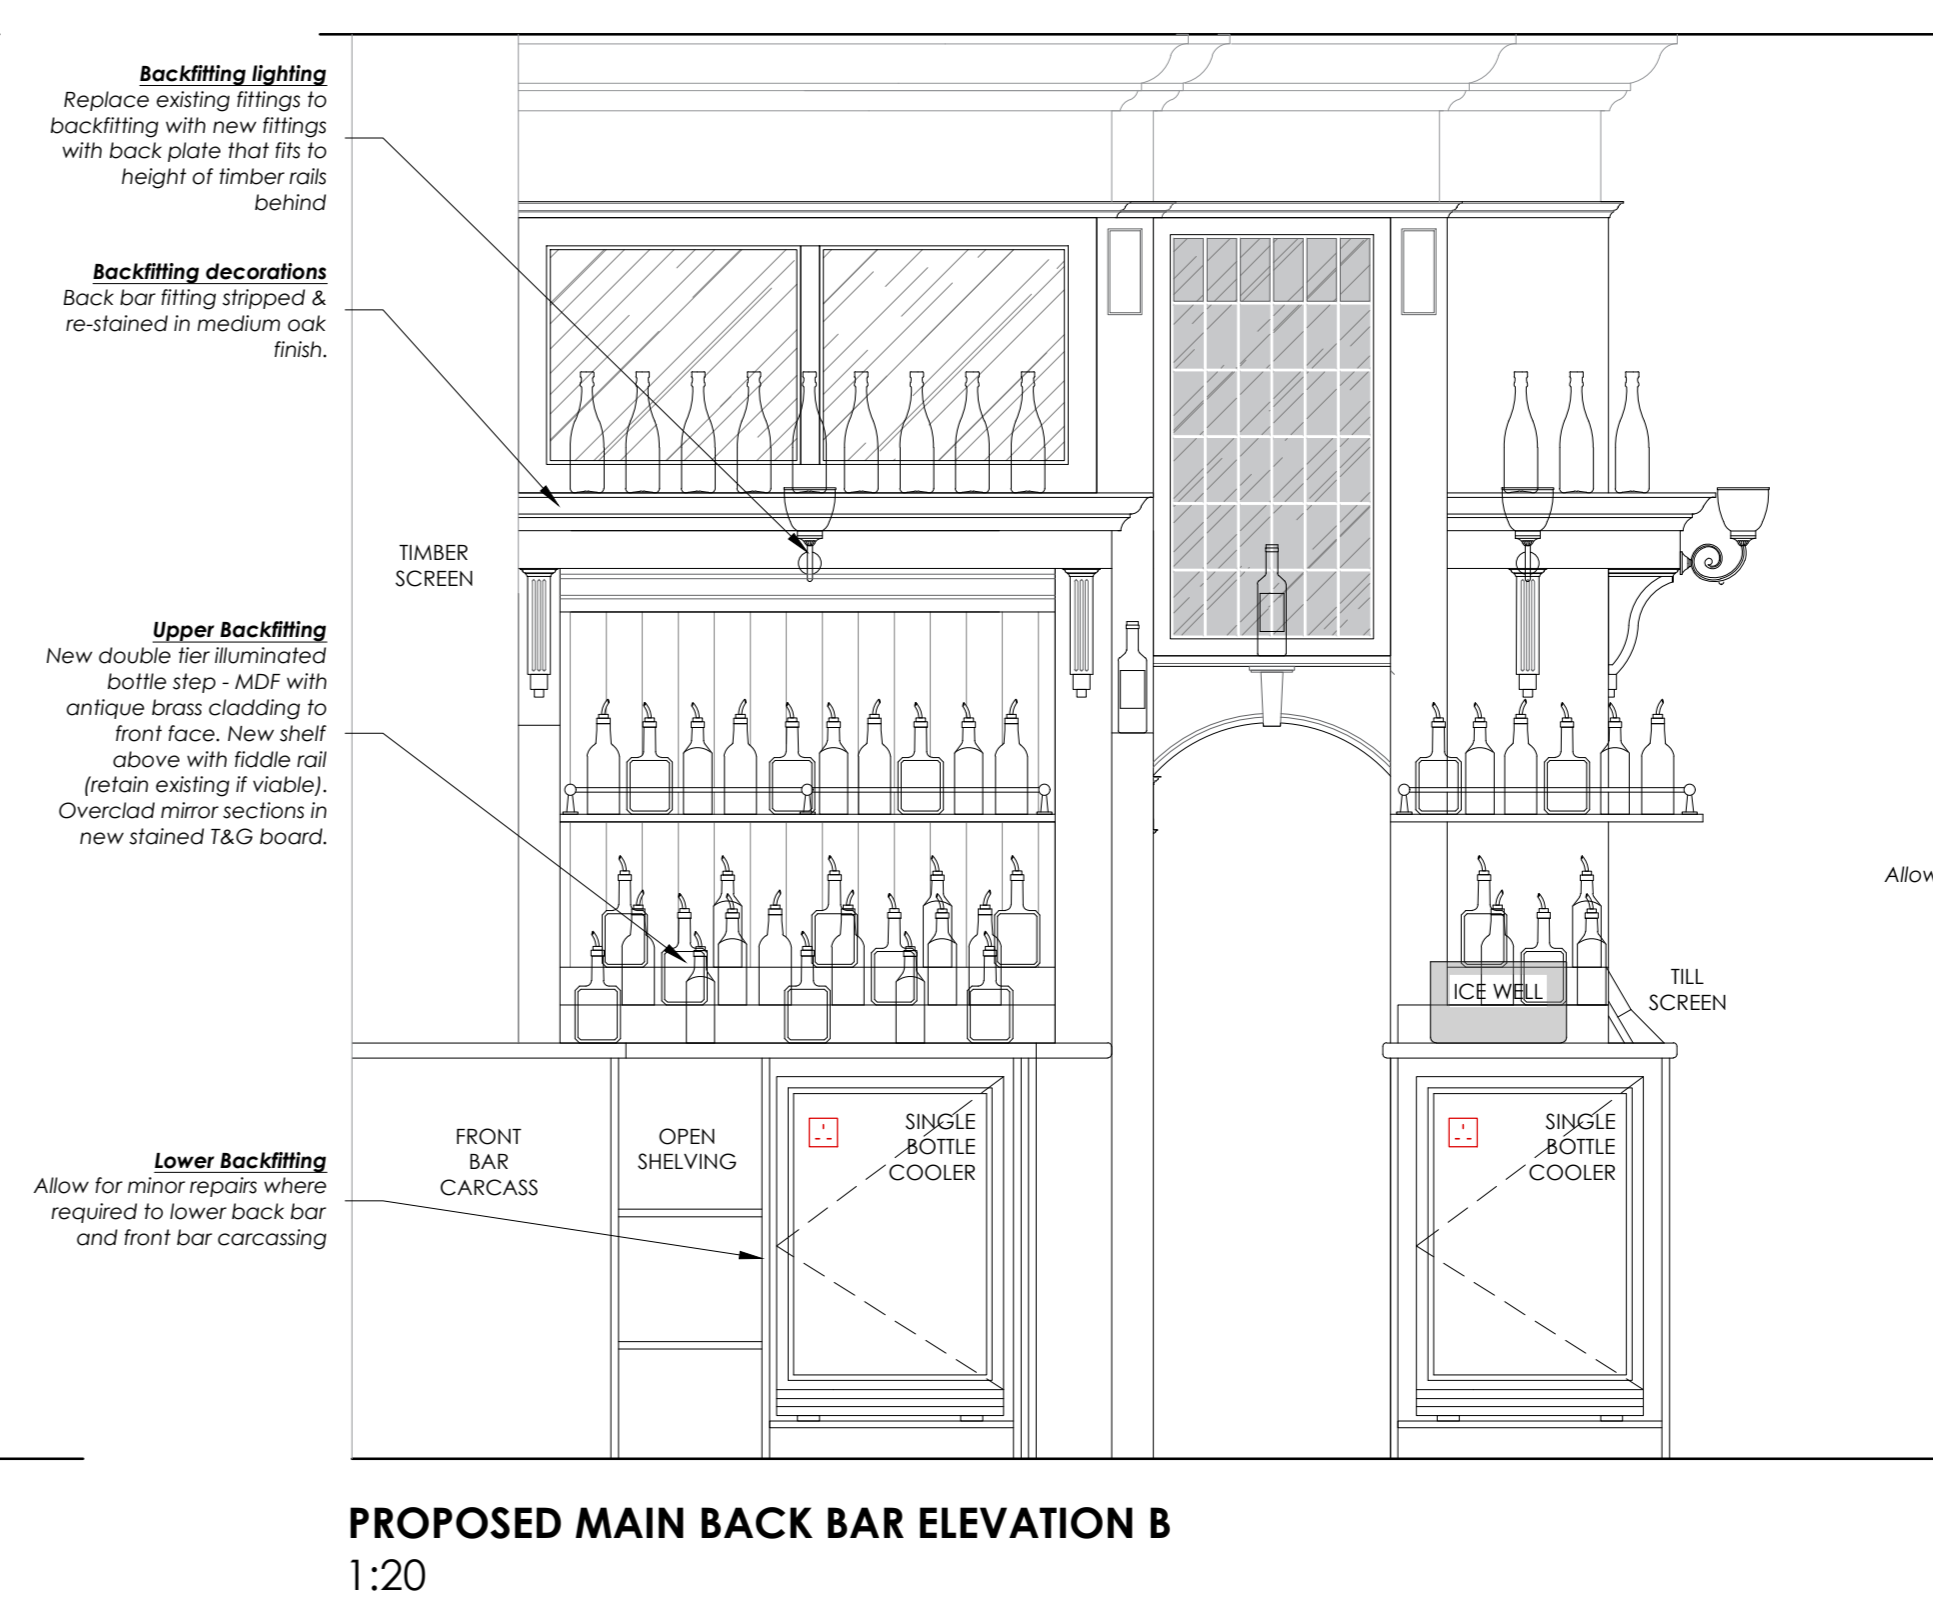 Backfitting lighting
Replace existing fittings to
backfitting with new fittings
with back plate that fits to
height of timber rails
behind
Backfitting decorations
Back bar fitting stripped &
re-stained in medium oak
finish.
TIMBER
SCREEN
Upper Backfitting
New double tier illuminated
bottle step - MDF with
antique brass cladding to
front face. New shelf
above with fiddle rail
(retain existing if viable).
Overclad mirror sections in
new stained T&G board.
Allow
ICE WELL
TILL
SCREEN
Lower Backfitting
Allow for minor repairs where
required to lower back bar
and front bar carcassing
FRONT
BAR
CARCASS
OPEN
SHELVING
SINGLE
BOTTLE
COOLER
SINGLE
BOTTLE
COOLER
PROPOSED MAIN BACK BAR ELEVATION B
1:20